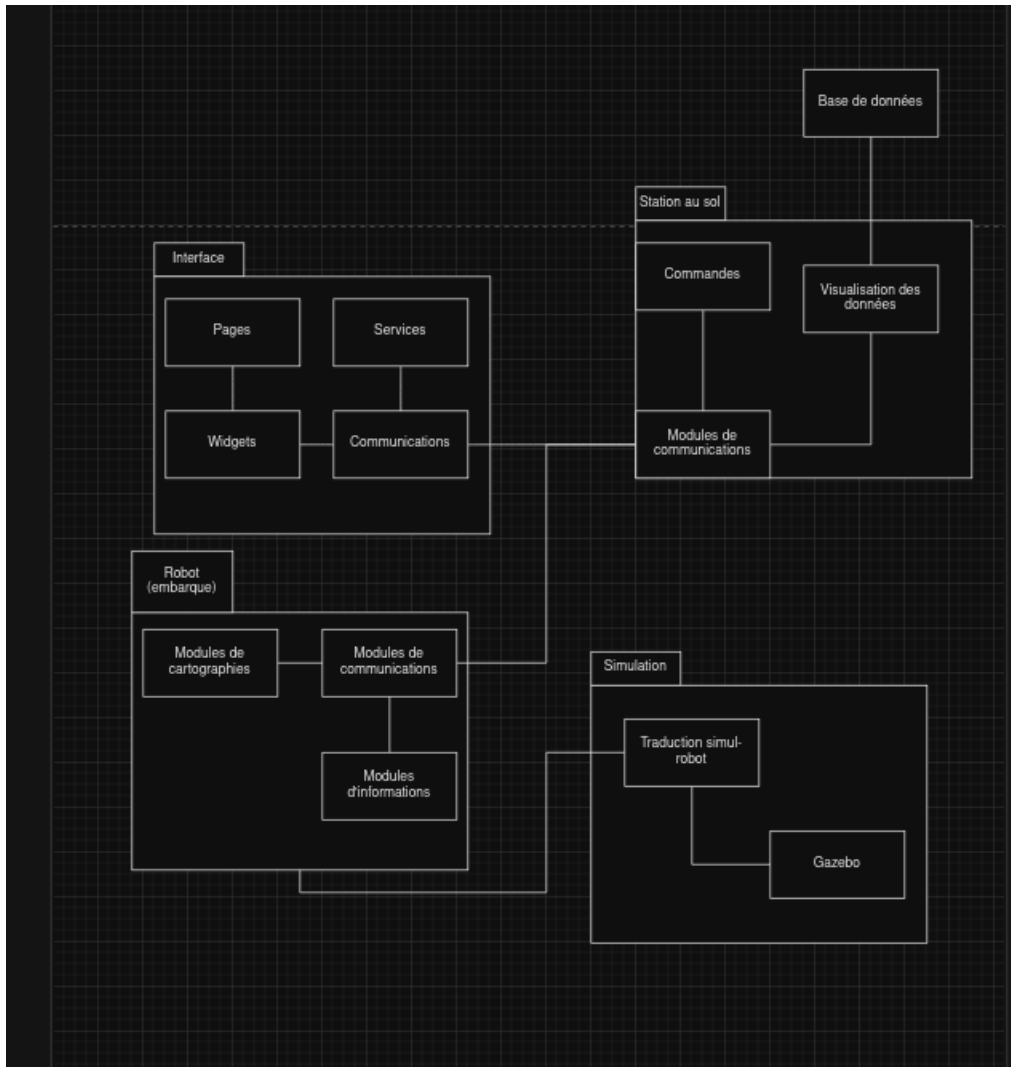 Base de données
Station au sol
Commandes
Visualisation des
données
Modules de
communications
Interface
Pages
Services
Widgets
Communications
Robot
(embarque)
Modules de
cartographies
Modules de
communications
Modules
d'informations
Simulation
Traduction simul-
robot
Gazebo